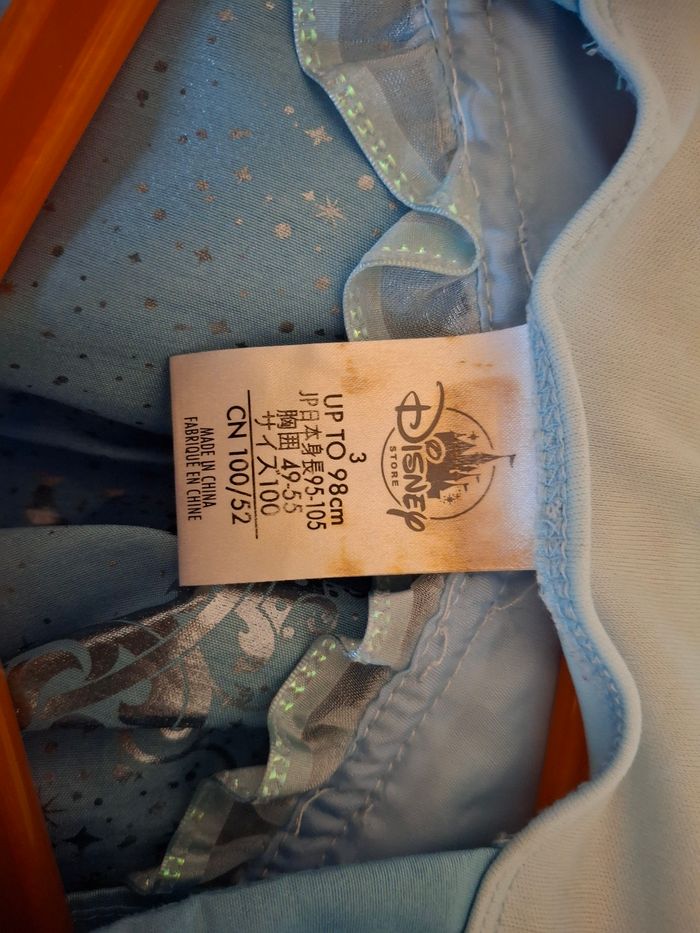 Disney
STORE
3
UP TO 98cm
JP日本身長95-105
胸囲 49-55
サイズ100
CN 100/52
MADE IN CHINA
FABRIQUE EN CHINE